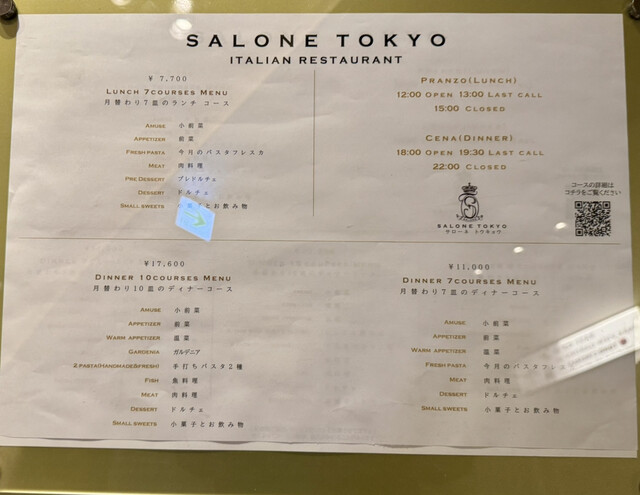 SALONE TOKYO
ITALIAN RESTAURANT
¥7,700
LUNCH 7COURSES MENU
月替わり7皿のランチコース
AMUSE 小前菜
APPETIZER 前菜
FRESH PASTA 今月のパスタフレスカ
MEAT 肉料理
PRE DESSERT プレドルチェ
DESSERT ドルチェ
SMALL SWEETS 菓子とお飲み物
PRANZO(LUNCH)
12:00 OPEN 13:00 LAST CALL
15:00 CLOSED
CENA(DINNER)
18:00 OPEN 19:30 LAST CALL
22:00 CLOSED
SALONE TOKYO
サローネ トウキョウ
コースの詳細は
コチラをご覧ください
¥17,600
DINNER 10COURSES MENU
月替わり10皿のディナーコース
AMUSE 小前菜
APPETIZER 前菜
WARM APPETIZER 温菜
GARDENIA ガルデニア
2 PASTA(HANDMADE&FRESH) 手打ちパスタ2種
FISH 魚料理
MEAT 肉料理
DESSERT ドルチェ
SMALL SWEETS 小菓子とお飲み物
¥11,000
DINNER 7COURSES MENU
月替わり7皿のディナーコース
AMUSE 小前菜
APPETIZER 前菜
WARM APPETIZER 温菜
FRESH PASTA 今月のパスタフレス
MEAT 肉料理
DESSERT ドルチェ
SMALL SWEETS 小菓子とお飲み物